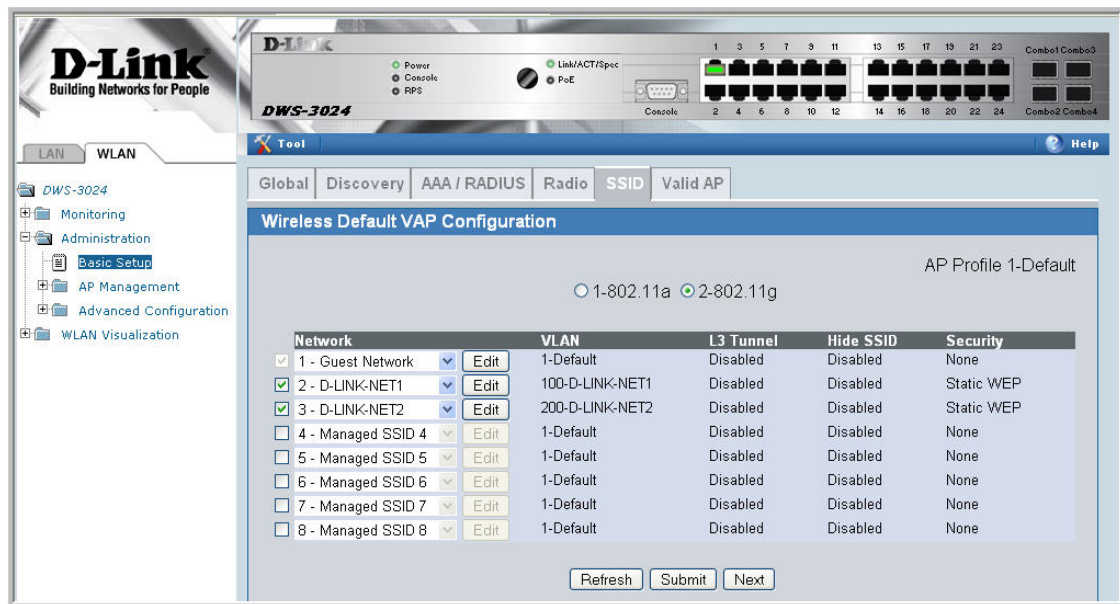 D-Link
Building Networks for People
D-Link
Power
Console
RPS
Link/ACT/Spec
PoE
Console
DWS-3024
1 3 5 7 9 11 13 15 17 19 21 23
2 4 6 8 10 12 14 16 18 20 22 24
Combo1 Combo3
Combo2 Combo4
LAN WLAN
Tool
Help
DWS-3024
Monitoring
Administration
Basic Setup
AP Management
Advanced Configuration
WLAN Visualization
Global Discovery AAA / RADIUS Radio SSID Valid AP
Wireless Default VAP Configuration
AP Profile 1-Default
1-802.11a 2-802.11g
Network VLAN L3 Tunnel Hide SSID Security
1 - Guest Network Edit 1-Default Disabled Disabled None
2 - D-LINK-NET1 Edit 100-D-LINK-NET1 Disabled Disabled Static WEP
3 - D-LINK-NET2 Edit 200-D-LINK-NET2 Disabled Disabled Static WEP
4 - Managed SSID 4 Edit 1-Default Disabled Disabled None
5 - Managed SSID 5 Edit 1-Default Disabled Disabled None
6 - Managed SSID 6 Edit 1-Default Disabled Disabled None
7 - Managed SSID 7 Edit 1-Default Disabled Disabled None
8 - Managed SSID 8 Edit 1-Default Disabled Disabled None
Refresh Submit Next